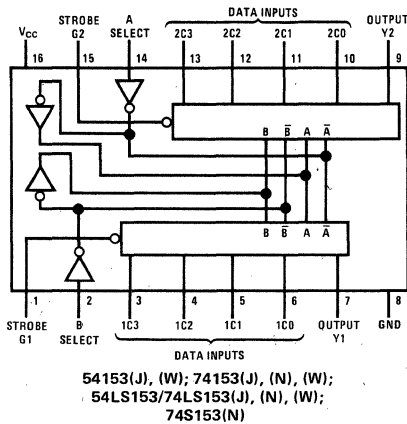 DATA INPUTS
VCC STROBE G2 A SELECT 2C3 2C2 2C1 2C0 OUTPUT Y2
16 15 14 13 12 11 10 9
B B̅ A A̅
B B̅ A A̅
1 2 3 4 5 6 7 8
STROBE G1 B SELECT 1C3 1C2 1C1 1C0 OUTPUT Y1 GND
DATA INPUTS
54153(J), (W); 74153(J), (N), (W);
54LS153/74LS153(J), (N), (W);
74S153(N)